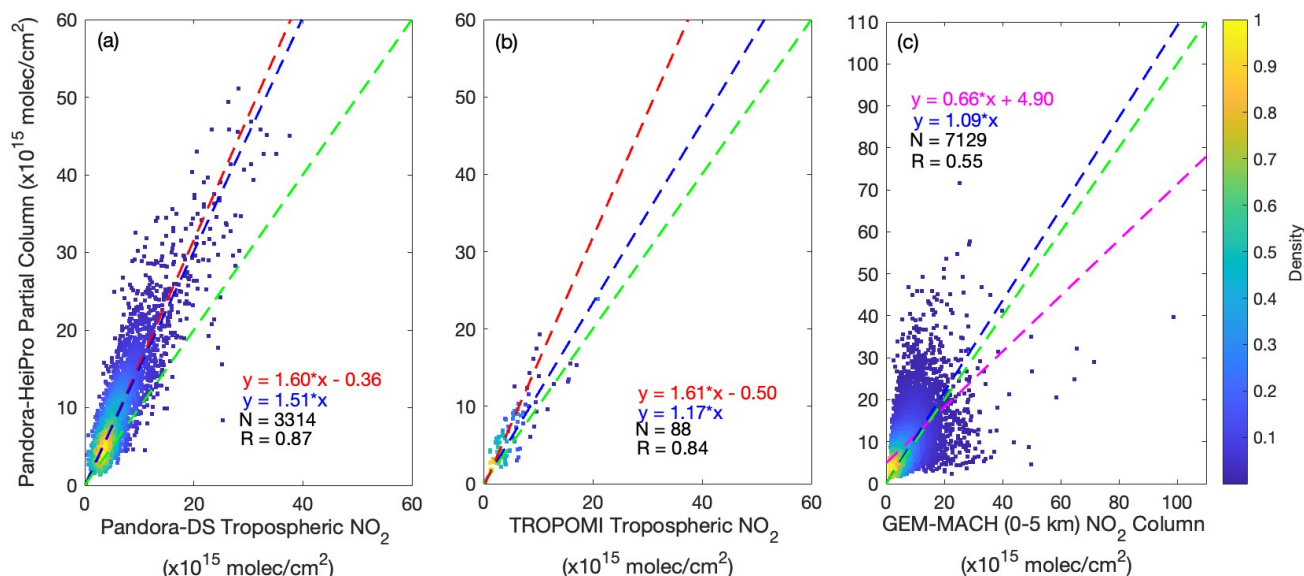 (a)
Pandora-HeiPro Partial Column (x10^15 molec/cm^2)
60
50
40
30
20
10
0
y = 1.60*x - 0.36
y = 1.51*x
N = 3314
R = 0.87
0 20 40 60
Pandora-DS Tropospheric NO_2
(x10^15 molec/cm^2)
(b)
60
50
40
30
20
10
0
y = 1.61*x - 0.50
y = 1.17*x
N = 88
R = 0.84
0 20 40 60
TROPOMI Tropospheric NO_2
(x10^15 molec/cm^2)
(c)
110
100
90
80
70
60
50
40
30
20
10
0
y = 0.66*x + 4.90
y = 1.09*x
N = 7129
R = 0.55
0 20 40 60 80 100
GEM-MACH (0-5 km) NO_2 Column
(x10^15 molec/cm^2)
1
0.9
0.8
0.7
0.6
0.5
0.4
0.3
0.2
0.1
Density